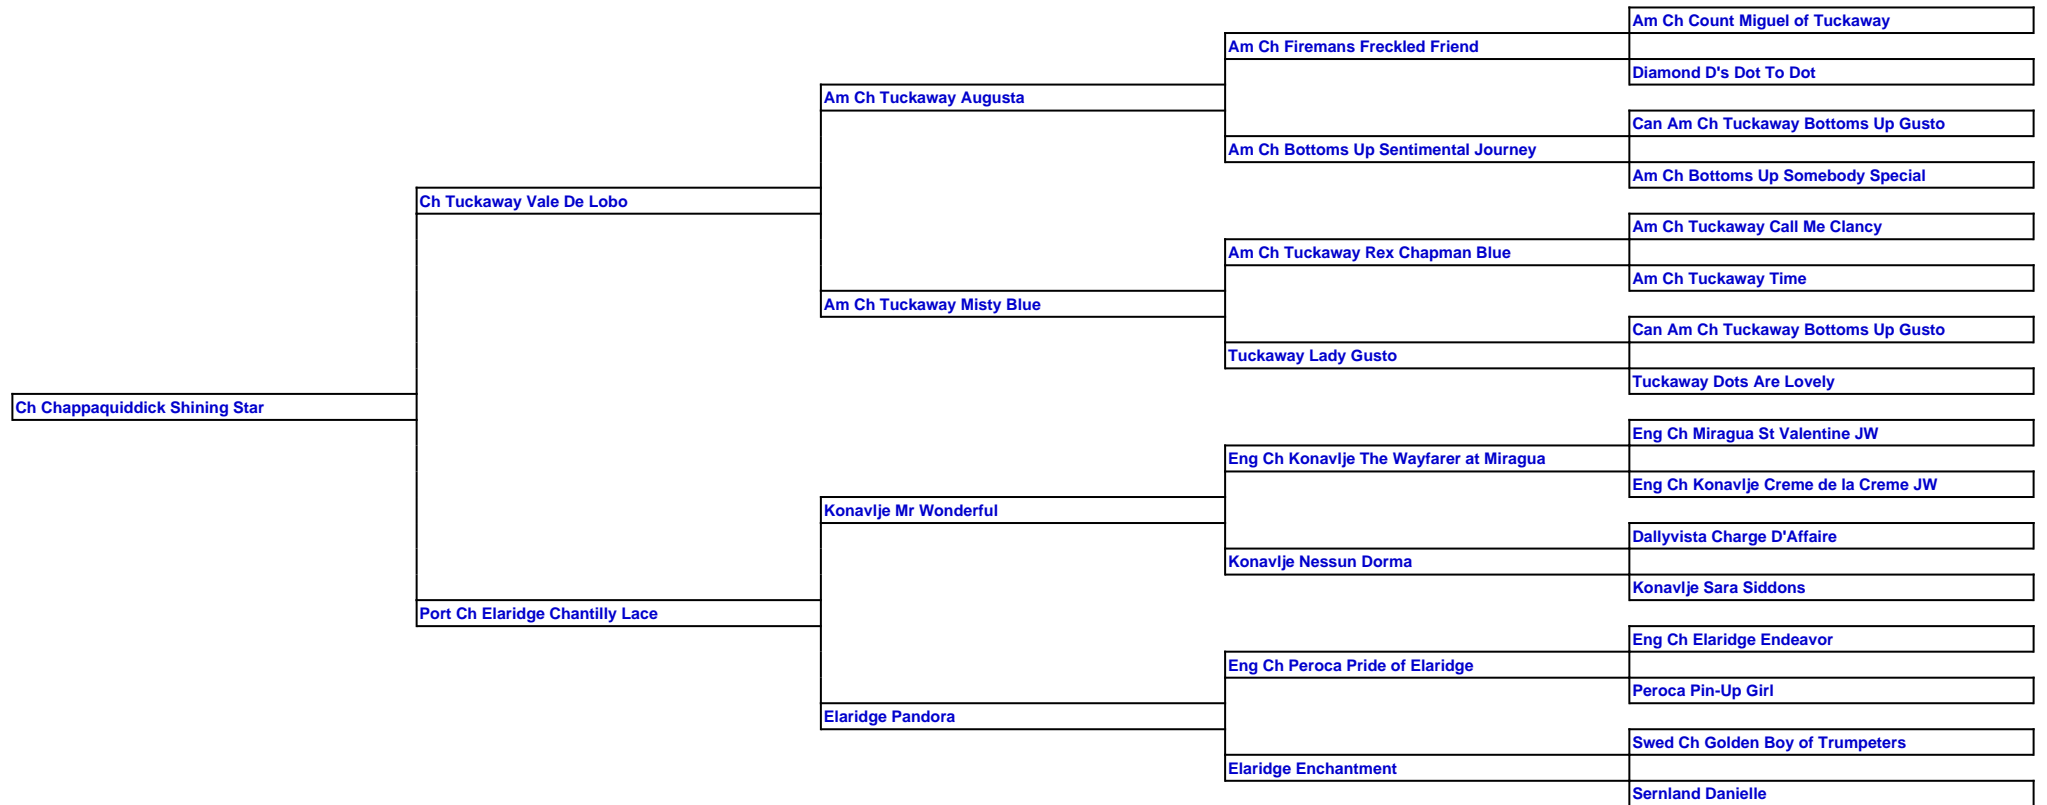 Am Ch Count Miguel of Tuckaway
Am Ch Firemans Freckled Friend
Diamond D's Dot To Dot
Am Ch Tuckaway Augusta
Can Am Ch Tuckaway Bottoms Up Gusto
Am Ch Bottoms Up Sentimental Journey
Am Ch Bottoms Up Somebody Special
Ch Tuckaway Vale De Lobo
Am Ch Tuckaway Call Me Clancy
Am Ch Tuckaway Rex Chapman Blue
Am Ch Tuckaway Time
Am Ch Tuckaway Misty Blue
Can Am Ch Tuckaway Bottoms Up Gusto
Tuckaway Lady Gusto
Tuckaway Dots Are Lovely
Ch Chappaquiddick Shining Star
Eng Ch Miragua St Valentine JW
Eng Ch Konavlje The Wayfarer at Miragua
Eng Ch Konavlje Creme de la Creme JW
Konavlje Mr Wonderful
Dallyvista Charge D'Affaire
Konavlje Nessun Dorma
Konavlje Sara Siddons
Port Ch Elaridge Chantilly Lace
Eng Ch Elaridge Endeavor
Eng Ch Peroca Pride of Elaridge
Peroca Pin-Up Girl
Elaridge Pandora
Swed Ch Golden Boy of Trumpeters
Elaridge Enchantment
Sernland Danielle